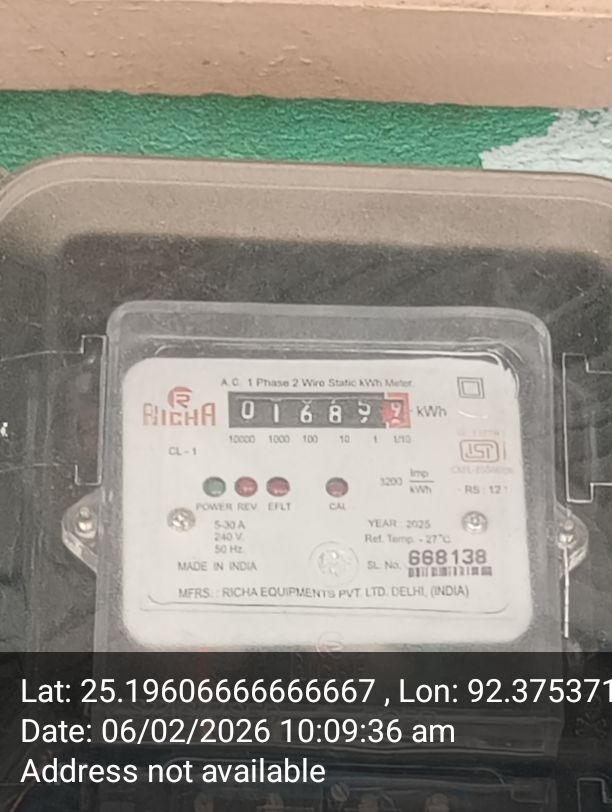 A.C. 1 Phase 2 Wire Static kWh Meter.
RICHA
0 1 6 8 9 kWh
10000 1000 100 10 1 1/10
CL - 1
3200 Imp
kWh
RS : 12
POWER REV EFLT CAL
5-30 A
240 V.
50 Hz.
MADE IN INDIA
YEAR : 2025
Ref. Temp. - 27°C
SL. No. 668138
MFRS. : RICHA EQUIPMENTS PVT. LTD. DELHI, (INDIA)
Lat: 25.19606666666667 , Lon: 92.375371
Date: 06/02/2026 10:09:36 am
Address not available